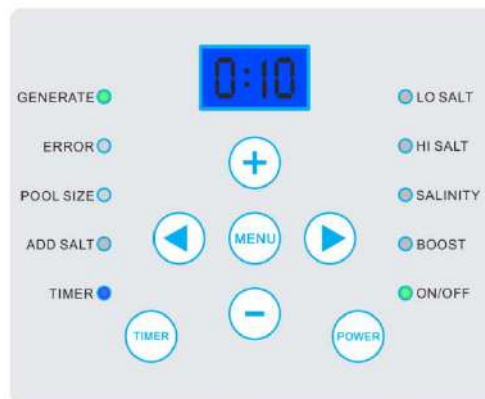 0:10
GENERATE
LO SALT
ERROR
HI SALT
+
POOL SIZE
SALINITY
ADD SALT
MENU
BOOST
TIMER
−
ON/OFF
TIMER
POWER